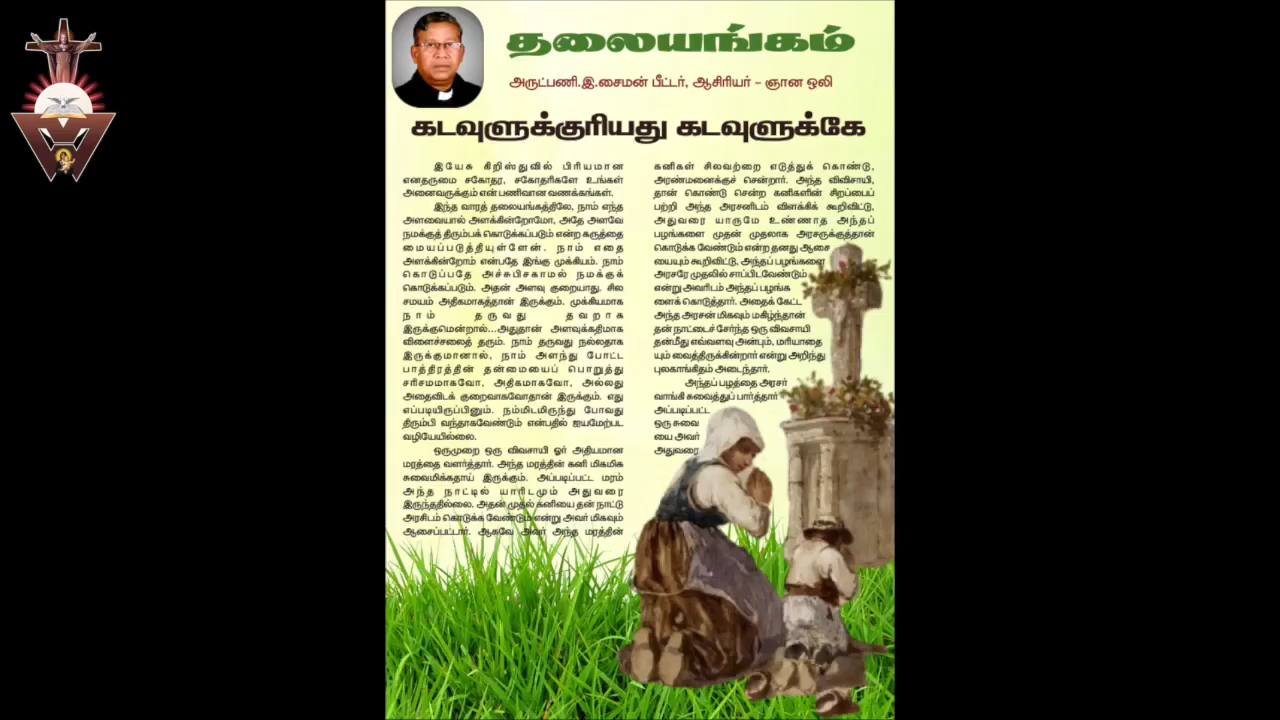 தலையங்கம்
அருட்பணி.இ.சைமன் பீட்டர், ஆசிரியர் – ஞான ஒலி
கடவுளுக்குரியது கடவுளுக்கே
இயேசு கிறிஸ்துவில் பிரியமான
எனதருமை சகோதர, சகோதரிகளே உங்கள்
அனைவருக்கும் என் பணிவான வணக்கங்கள்.
இந்த வாரத் தலையங்கத்திலே, நாம் எந்த
அளவையால் அளக்கின்றோமோ, அதே அளவே
நமக்குத் திரும்பக் கொடுக்கப்படும் என்ற கருத்தை
மையப்படுத்தியுள்ளேன். நாம் எதை
அளக்கின்றோம் என்பதே இங்கு முக்கியம். நாம்
கொடுப்பதே அச்சுபிசகாமல் நமக்குக்
கொடுக்கப்படும். அதன் அளவு குறையாது. சில
சமயம் அதிகமாகத்தான் இருக்கும். முக்கியமாக
நாம் தருவது தவறாக
இருக்குமென்றால்...அதுதான் அளவுக்கதிமாக
விளைச்சலைத் தரும். நாம் தருவது நல்லதாக
இருக்குமானால், நாம் அளந்து போட்ட
பாத்திரத்தின் தன்மையைப் பொறுத்து
சரிசமமாகவோ, அதிகமாகவோ, அல்லது
அதைவிடக் குறைவாகவோதான் இருக்கும். எது
எப்படியிருப்பினும். நம்மிடமிருந்து போவது
திரும்பி வந்தாகவேண்டும் என்பதில் ஐயமேற்பட
வழியேயில்லை.
ஒருமுறை ஒரு விவசாயி ஓர் அதியமான
மரத்தை வளர்த்தார். அந்த மரத்தின் கனி மிகமிக
சுவைமிக்கதாய் இருக்கும். அப்படிப்பட்ட மரம்
அந்த நாட்டில் யாரிடமும் அதுவரை
இருந்ததில்லை. அதன் முதல் கனியை தன் நாட்டு
அரசிடம் கொடுக்க வேண்டும் என்று அவர் மிகவும்
ஆசைப்பட்டார். ஆகவே அவர் அந்த மரத்தின்
கனிகள் சிலவற்றை எடுத்துக் கொண்டு,
அரண்மனைக்குச் சென்றார். அந்த விவிசாயி,
தான் கொண்டு சென்ற கனிகளின் சிறப்பைப்
பற்றி அந்த அரசனிடம் விளக்கிக் கூறிவிட்டு,
அதுவரை யாருமே உண்ணாத அந்தப்
பழங்களை முதன் முதலாக அரசருக்குத்தான்
கொடுக்க வேண்டும் என்ற தனது ஆசை
யையும் கூறிவிட்டு, அந்தப் பழங்களை
அரசரே முதலில் சாப்பிடவேண்டும்
என்று அவரிடம் அந்தப் பழங்க
ளைக் கொடுத்தார். அதைக் கேட்ட
அந்த அரசன் மிகவும் மகிழ்ந்தான்
தன் நாட்டைச் சேர்ந்த ஒரு விவசாயி
தன்மீது எவ்வளவு அன்பும், மரியாதை
யும் வைத்திருக்கின்றார் என்று அறிந்து
புலகாங்கிதம் அடைந்தார்.
அந்தப் பழத்தை அரசர்
வாங்கி சுவைத்துப் பார்த்தார்
அப்படிப்பட்ட
ஒரு சுவை
யை அவர்
அதுவரை